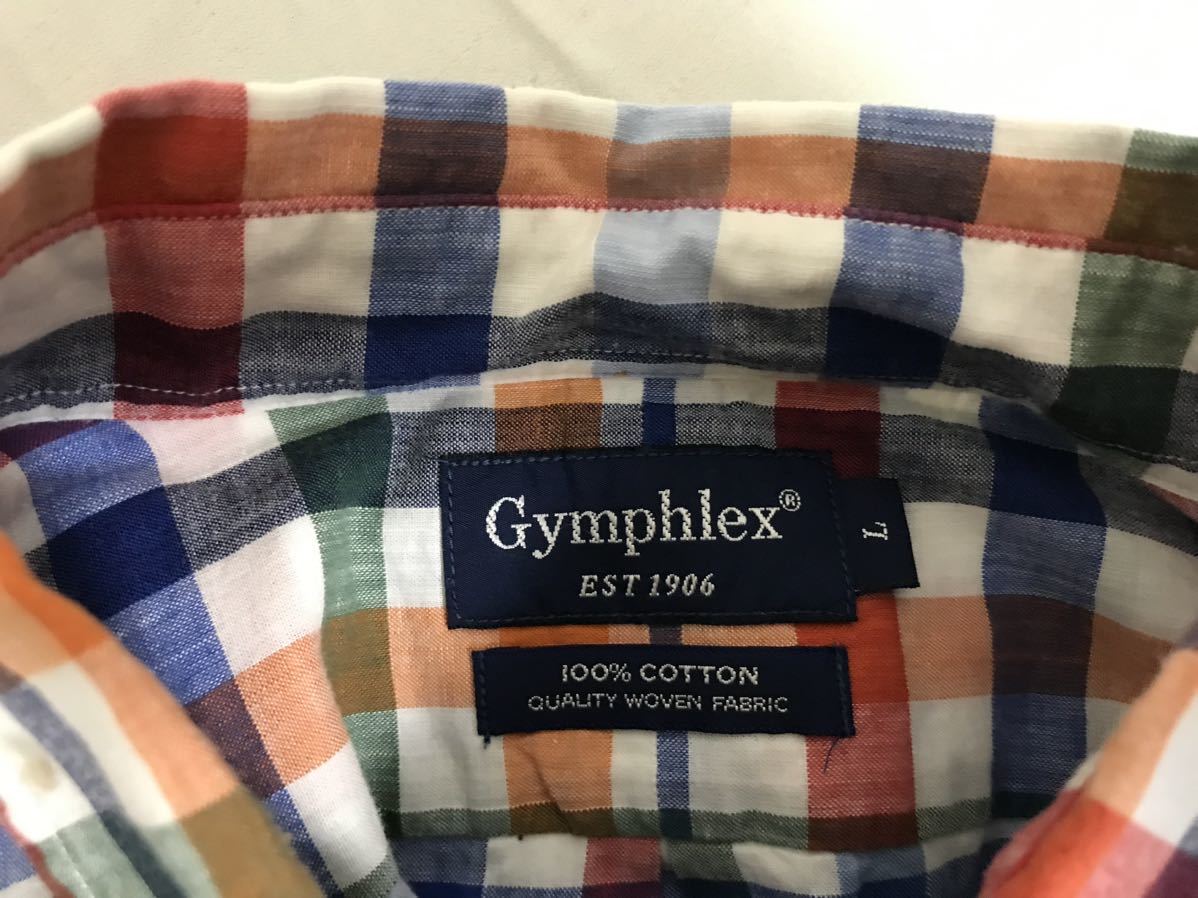 Gymphlex®
EST 1906
L
100% COTTON
QUALITY WOVEN FABRIC